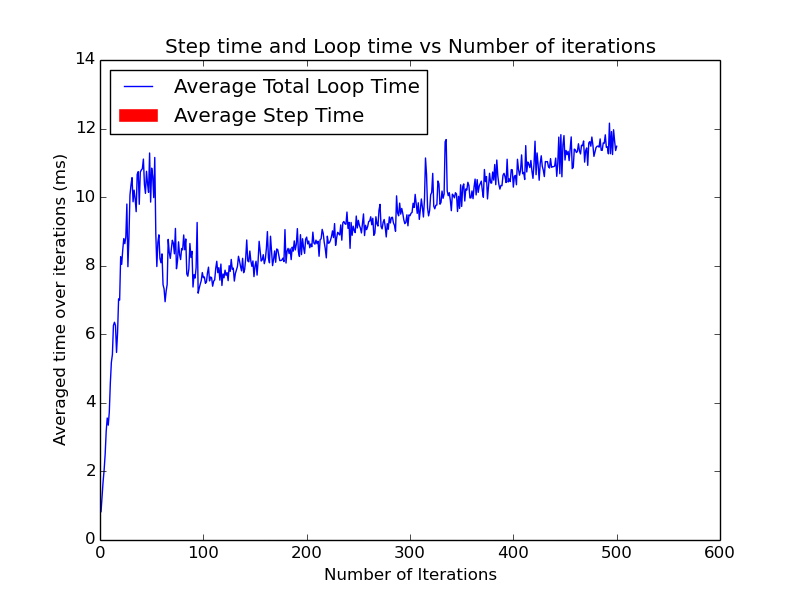 Step time and Loop time vs Number of iterations
14
12
10
8
6
4
2
0
Average Total Loop Time
Average Step Time
Averaged time over iterations (ms)
0 100 200 300 400 500 600
Number of Iterations